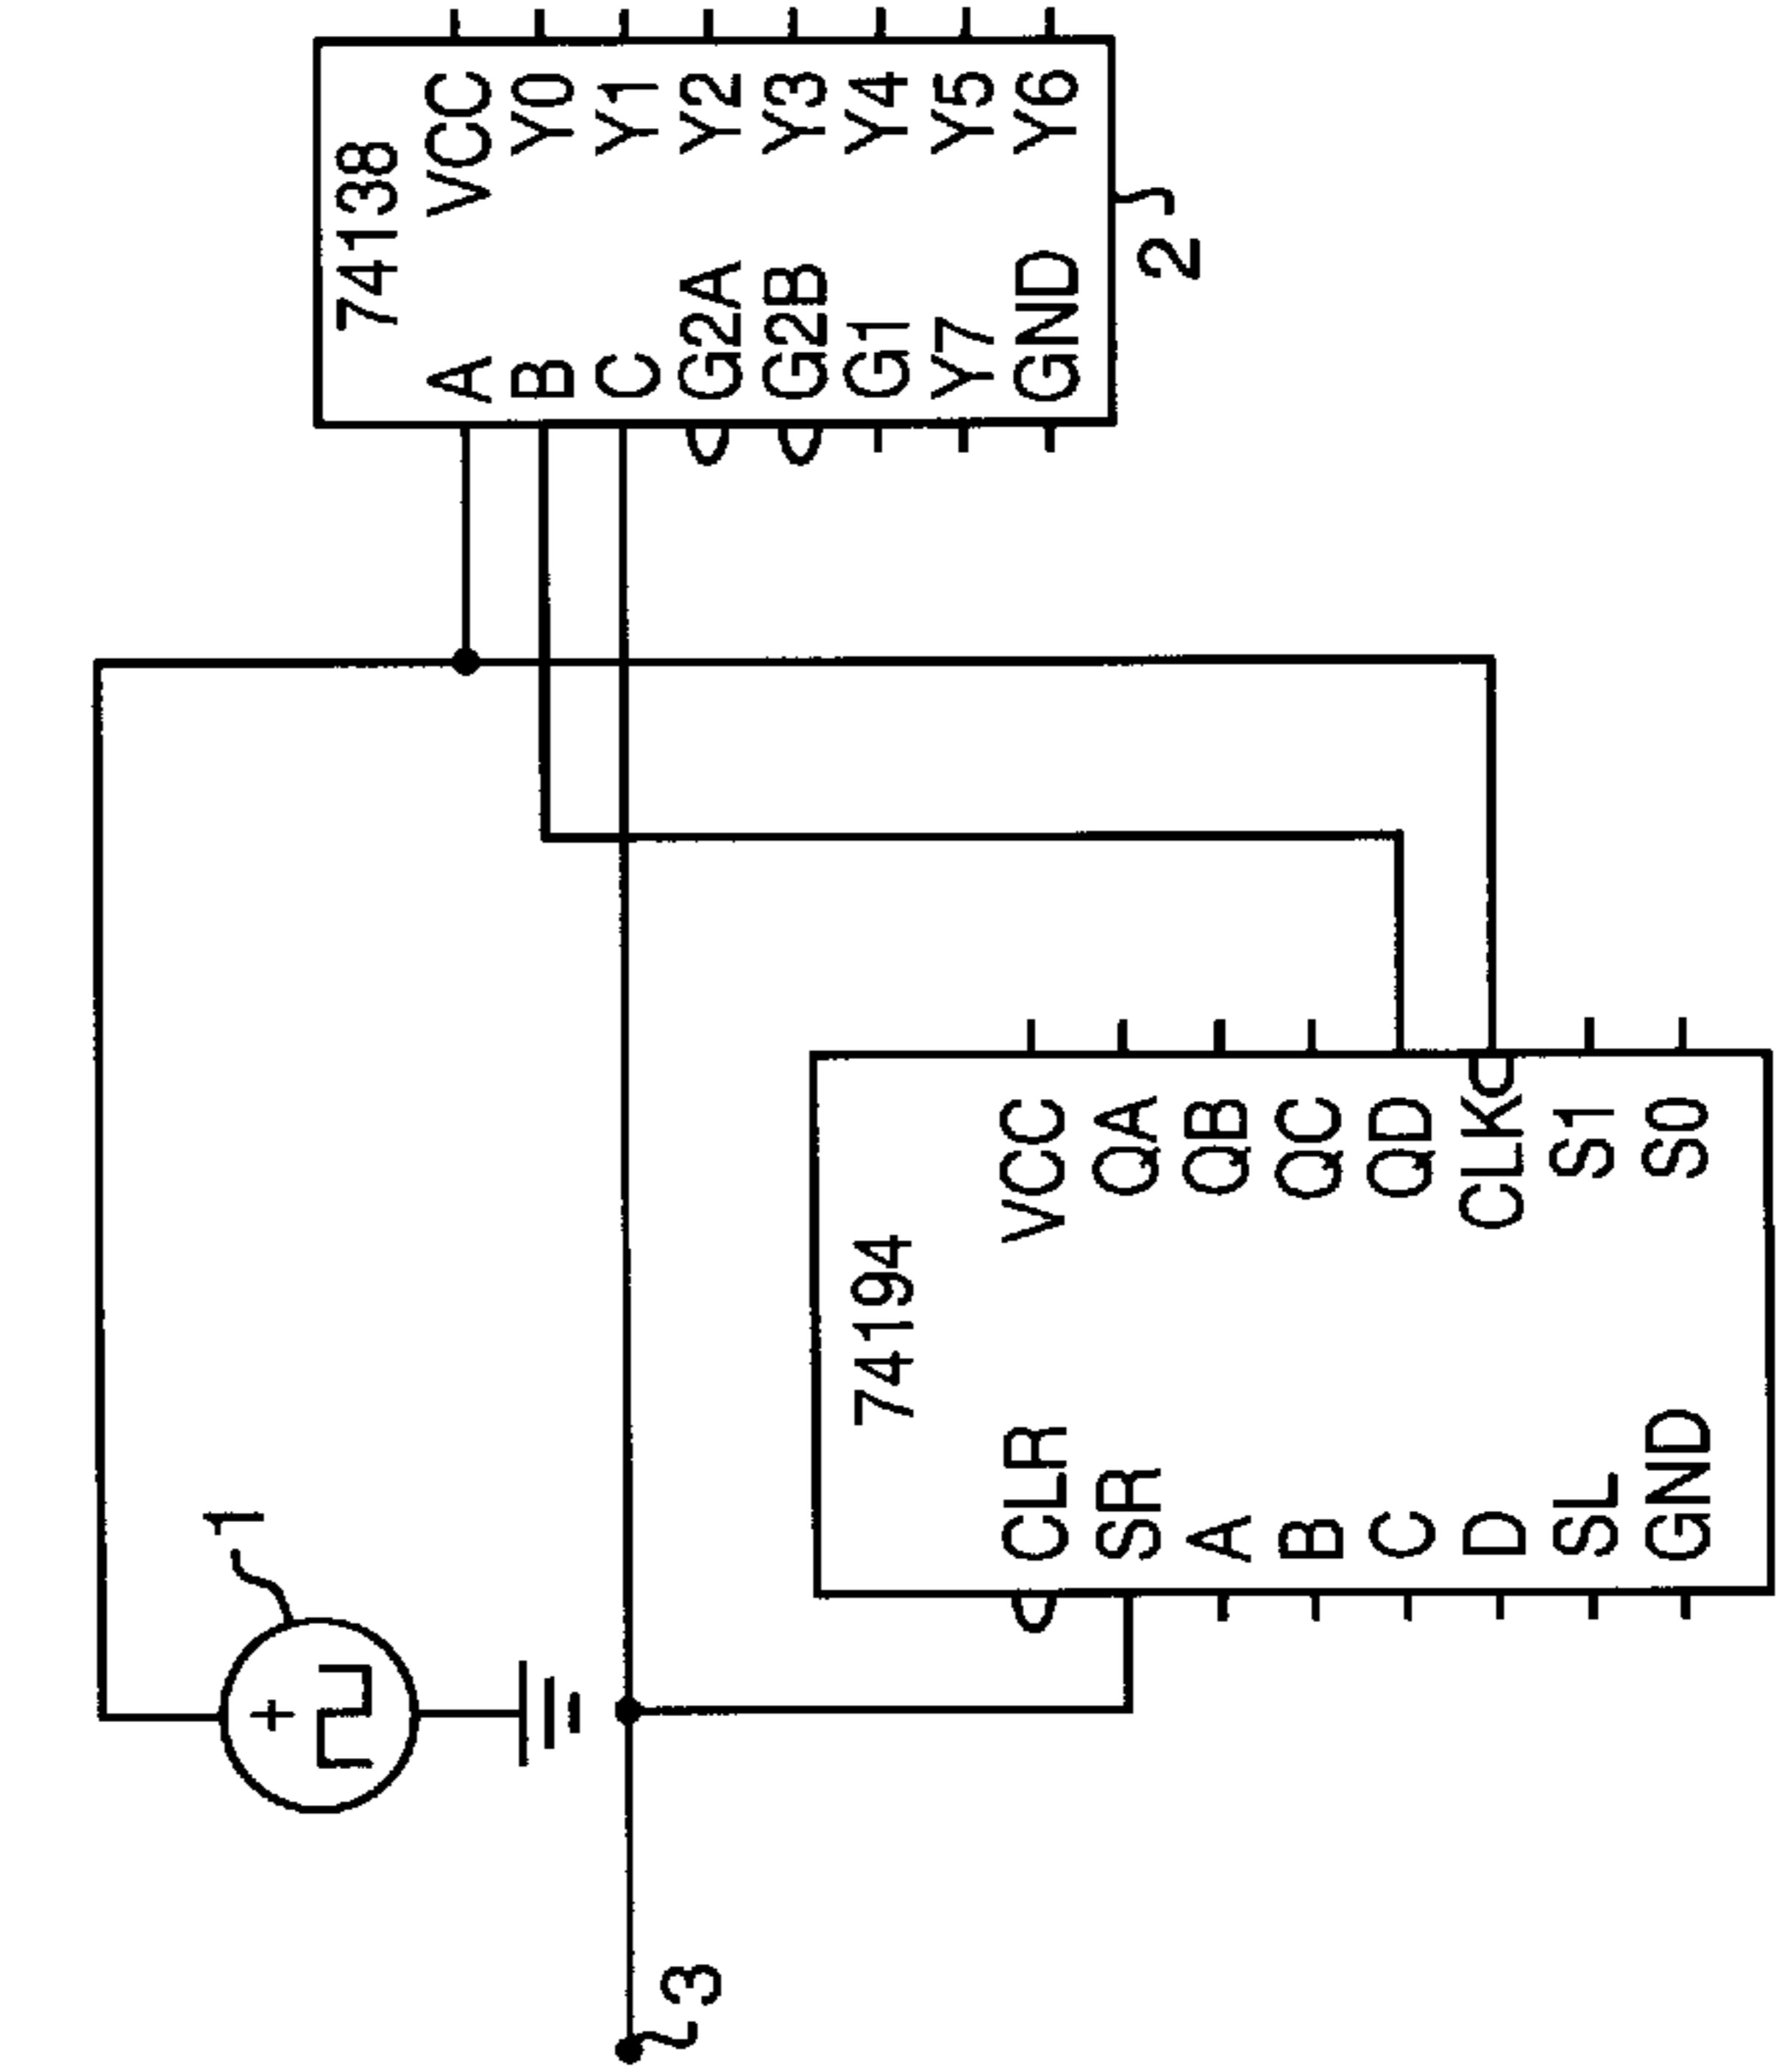 1
3
74194
CLR VCC
SR QA
A QB
B QC
C QD
D CLK
SL S1
GND S0
74138
A VCC
B Y0
C Y1
G2A Y2
G2B Y3
G1 Y4
Y7 Y5
GND Y6
2